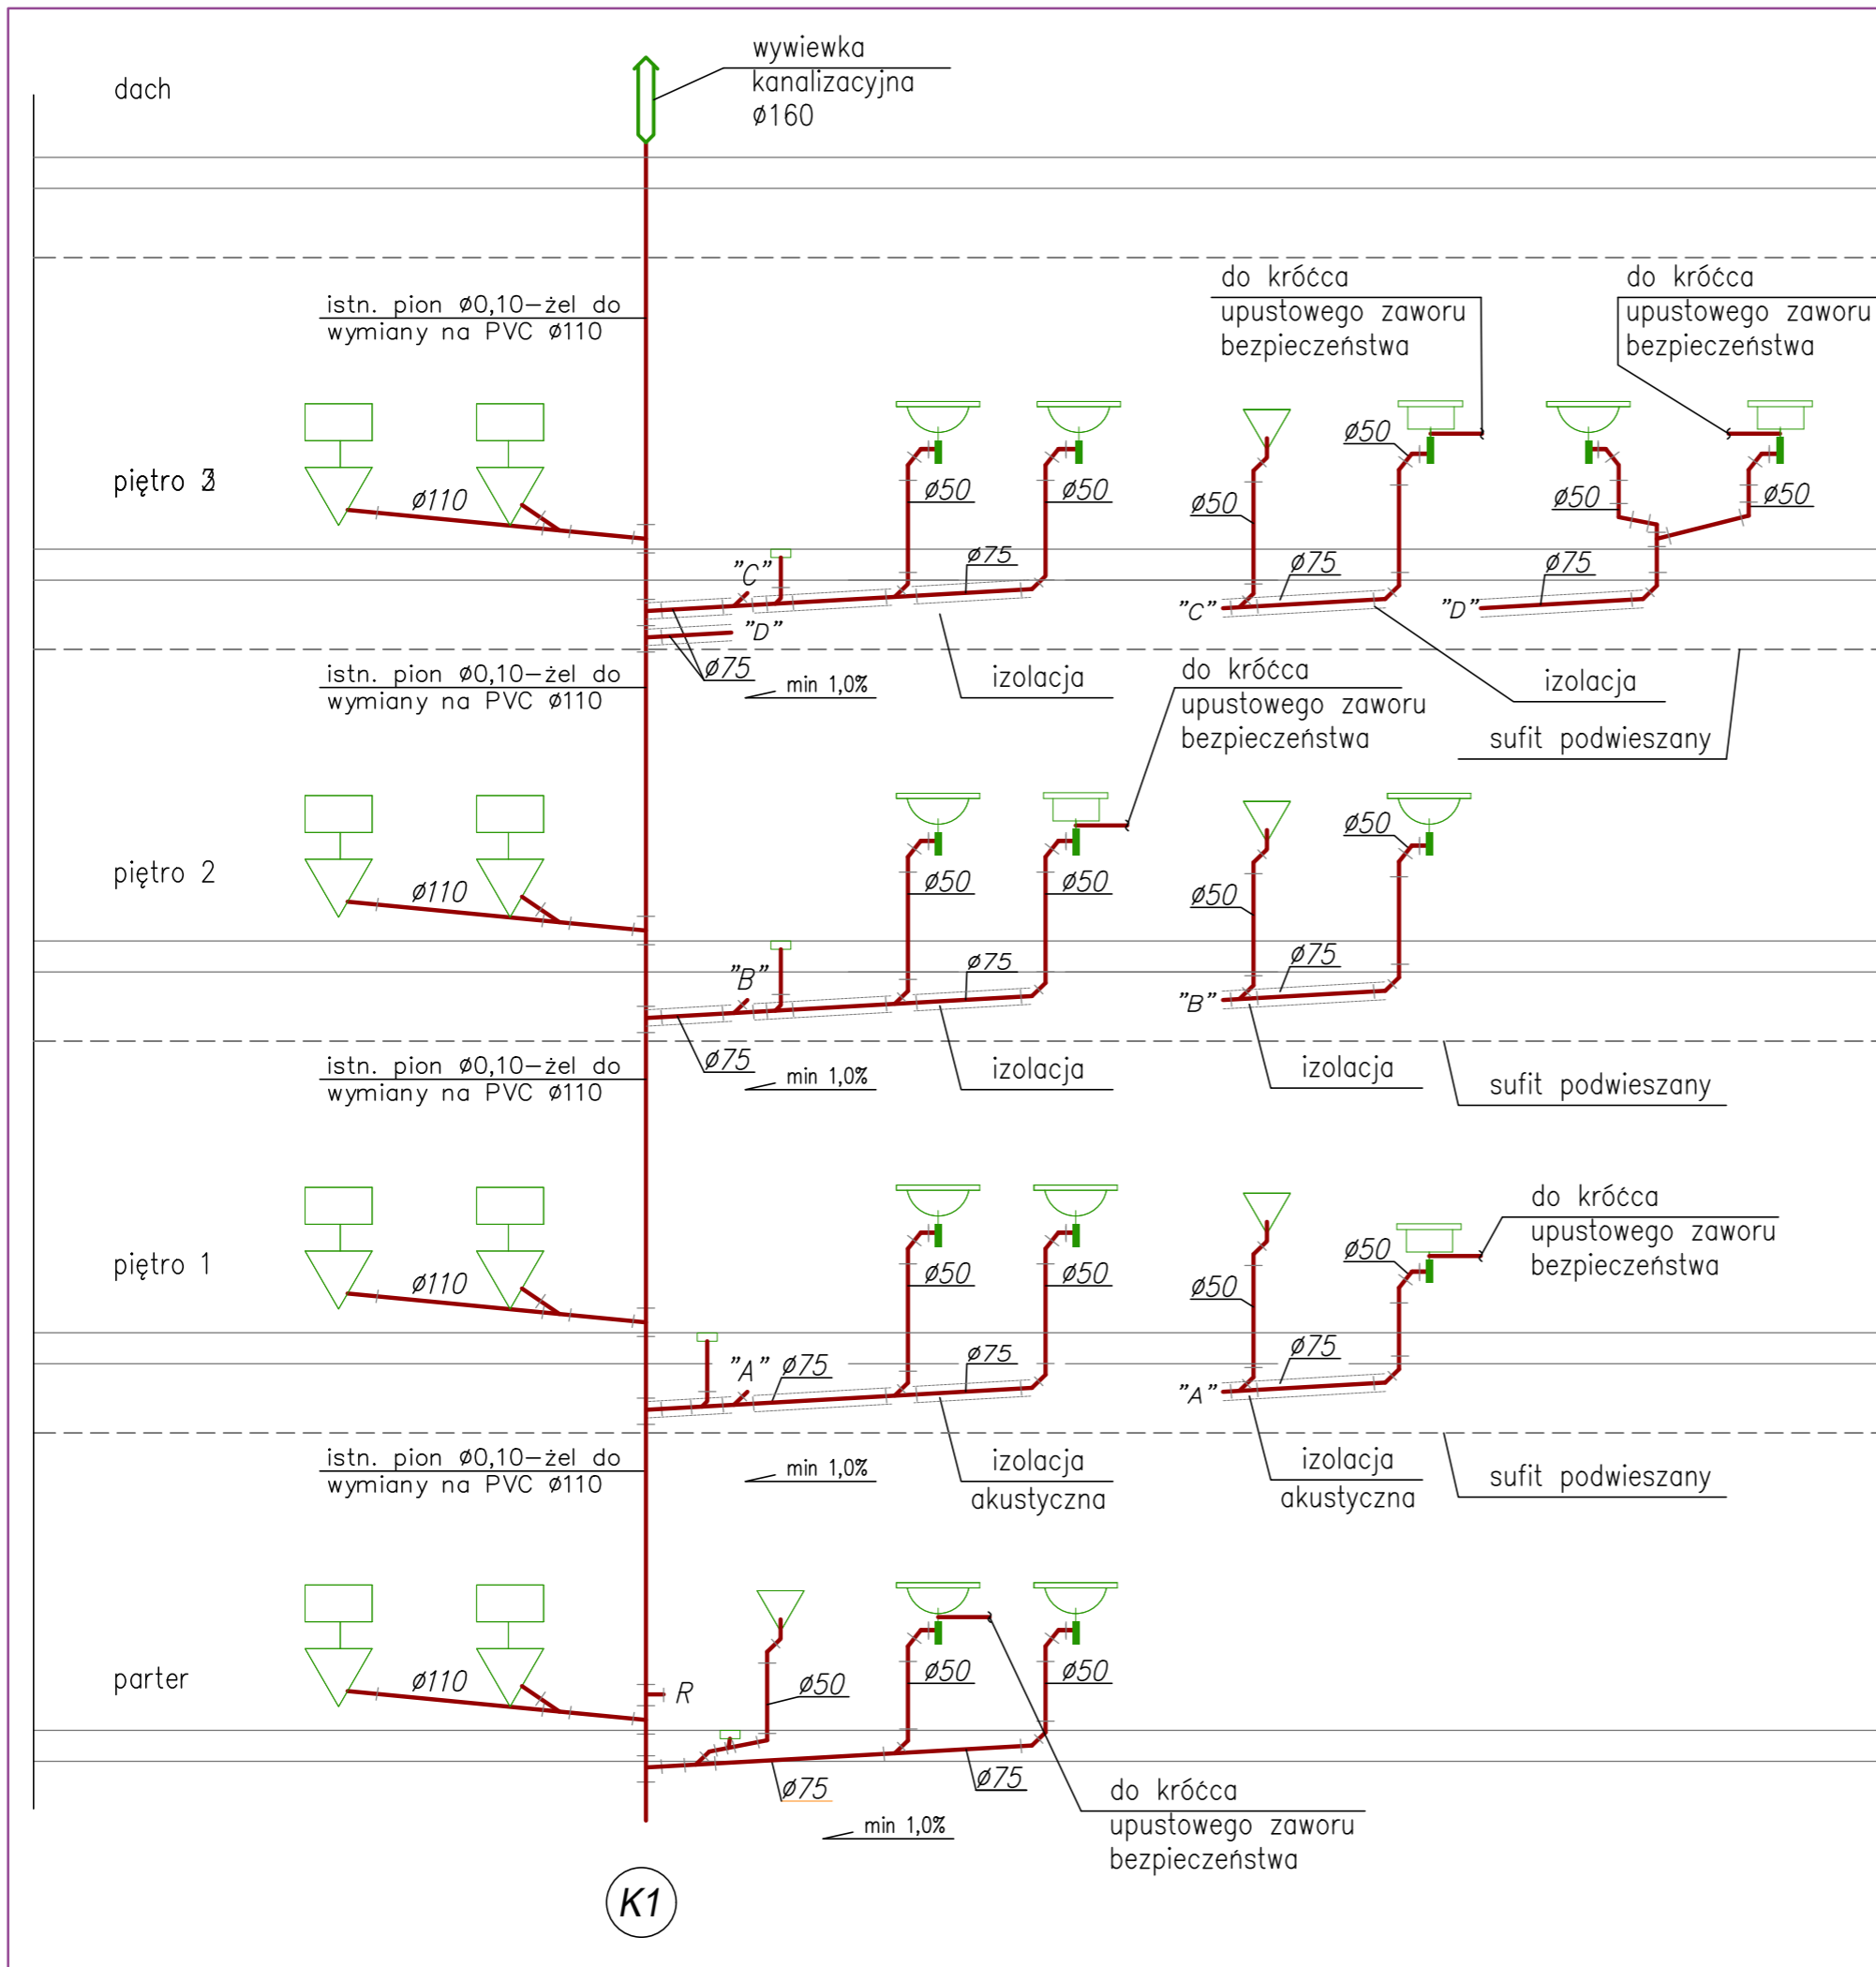 wywiewka
kanalizacyjna
ø160
dach
istn. pion ø0,10-żel do
wymiany na PVC ø110
do króćca
upustowego zaworu
bezpieczeństwa
do króćca
upustowego zaworu
bezpieczeństwa
piętro
ø110
ø50
ø50
ø50
ø50
ø50
ø50
"C"
ø75
ø75
ø75
"C"
"D"
"D"
ø75
min 1,0%
izolacja
izolacja
sufit podwieszany
istn. pion ø0,10-żel do
wymiany na PVC ø110
do króćca
upustowego zaworu
bezpieczeństwa
piętro 2
ø110
ø50
ø50
ø50
ø50
"B"
ø75
ø75
"B"
ø75
min 1,0%
izolacja
izolacja
sufit podwieszany
istn. pion ø0,10-żel do
wymiany na PVC ø110
do króćca
upustowego zaworu
bezpieczeństwa
piętro 1
ø110
ø50
ø50
ø50
ø50
"A"
ø75
ø75
ø75
"A"
min 1,0%
izolacja
akustyczna
izolacja
akustyczna
sufit podwieszany
istn. pion ø0,10-żel do
wymiany na PVC ø110
parter
ø110
R
ø50
ø50
ø50
ø75
ø75
min 1,0%
do króćca
upustowego zaworu
bezpieczeństwa
K1